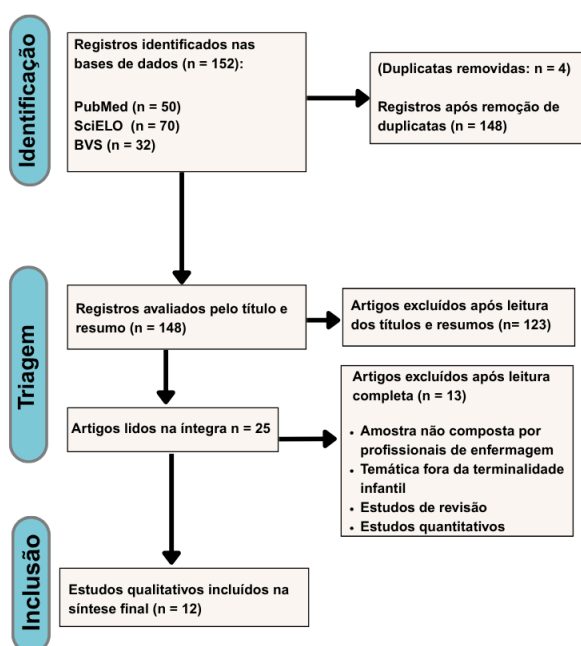 Identificação
Registros identificados nas
bases de dados (n = 152):
PubMed (n = 50)
SciELO (n = 70)
BVS (n = 32)
(Duplicatas removidas: n = 4)
Registros após remoção de
duplicatas (n = 148)
Triagem
Registros avaliados pelo título e
resumo (n = 148)
Artigos excluídos após leitura
dos títulos e resumos (n= 123)
Artigos lidos na íntegra n = 25
Artigos excluídos após leitura
completa (n = 13)
• Amostra não composta por
profissionais de enfermagem
• Temática fora da terminalidade
infantil
• Estudos de revisão
• Estudos quantitativos
Inclusão
Estudos qualitativos incluídos na
síntese final (n = 12)